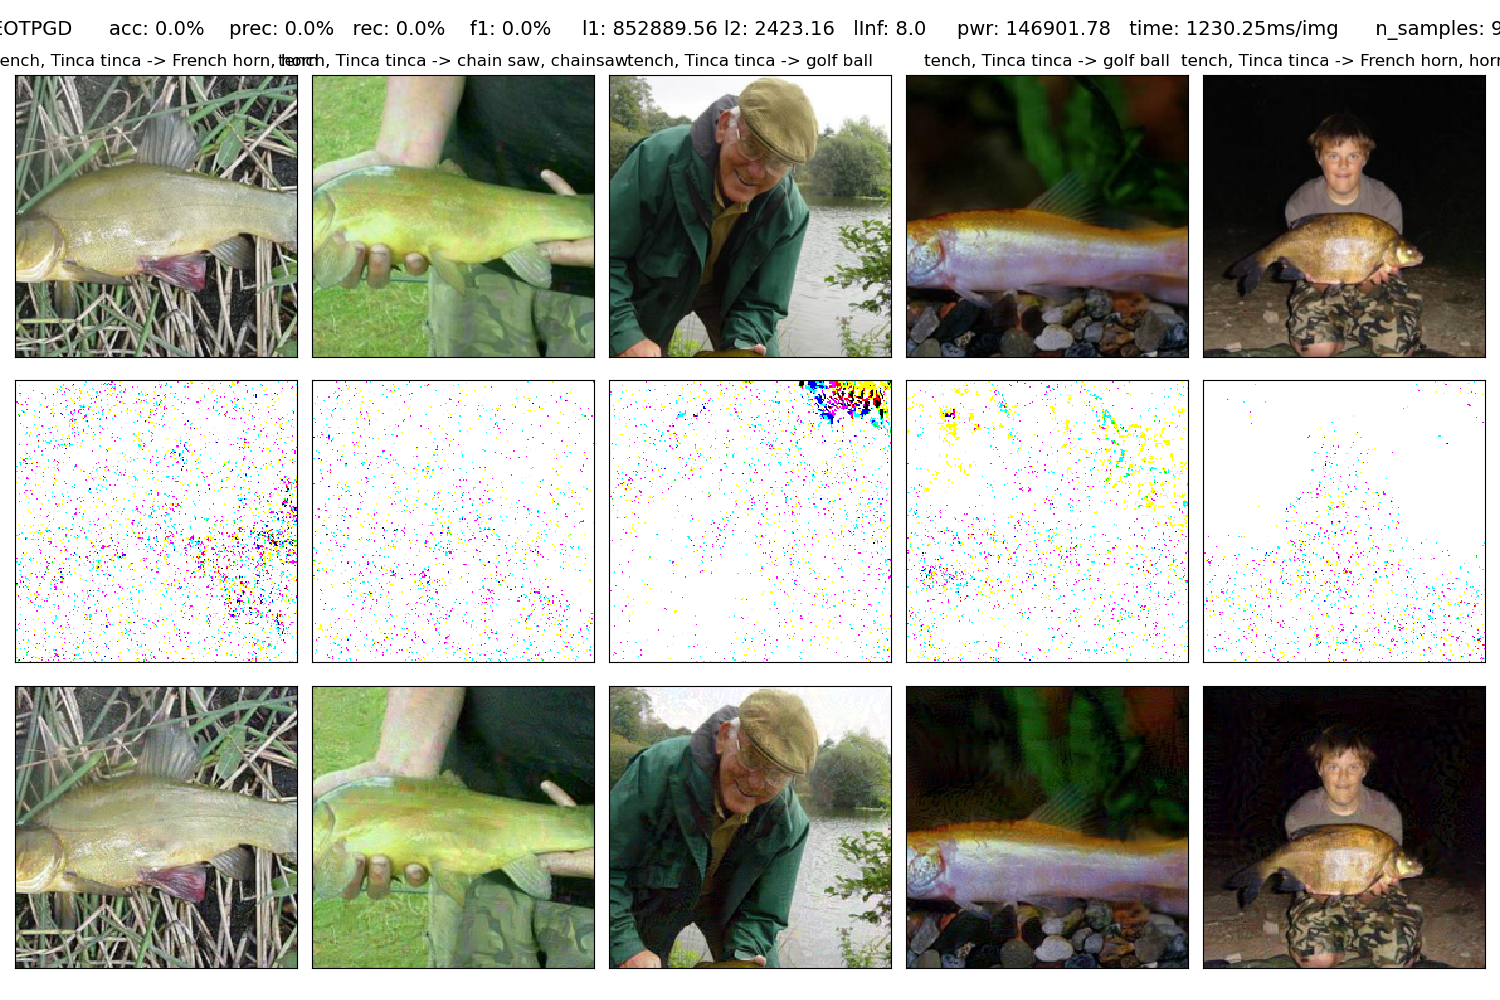 EOTPGD acc: 0.0% prec: 0.0% rec: 0.0% f1: 0.0% l1: 852889.56 l2: 2423.16 lInf: 8.0 pwr: 146901.78 time: 1230.25ms/img n_samples: 9
tench, Tinca tinca -> French horn, horn tench, Tinca tinca -> chain saw, chainsaw tench, Tinca tinca -> golf ball tench, Tinca tinca -> golf ball tench, Tinca tinca -> French horn, horn